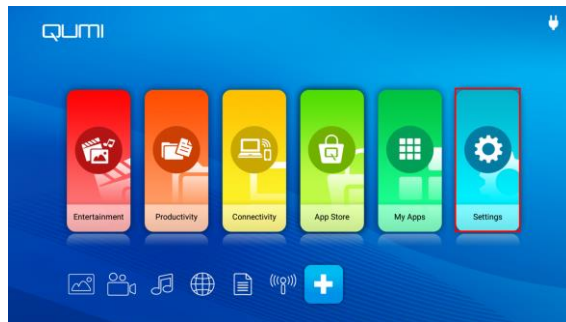 QUMI
Entertainment
Productivity
Connectivity
App Store
My Apps
Settings